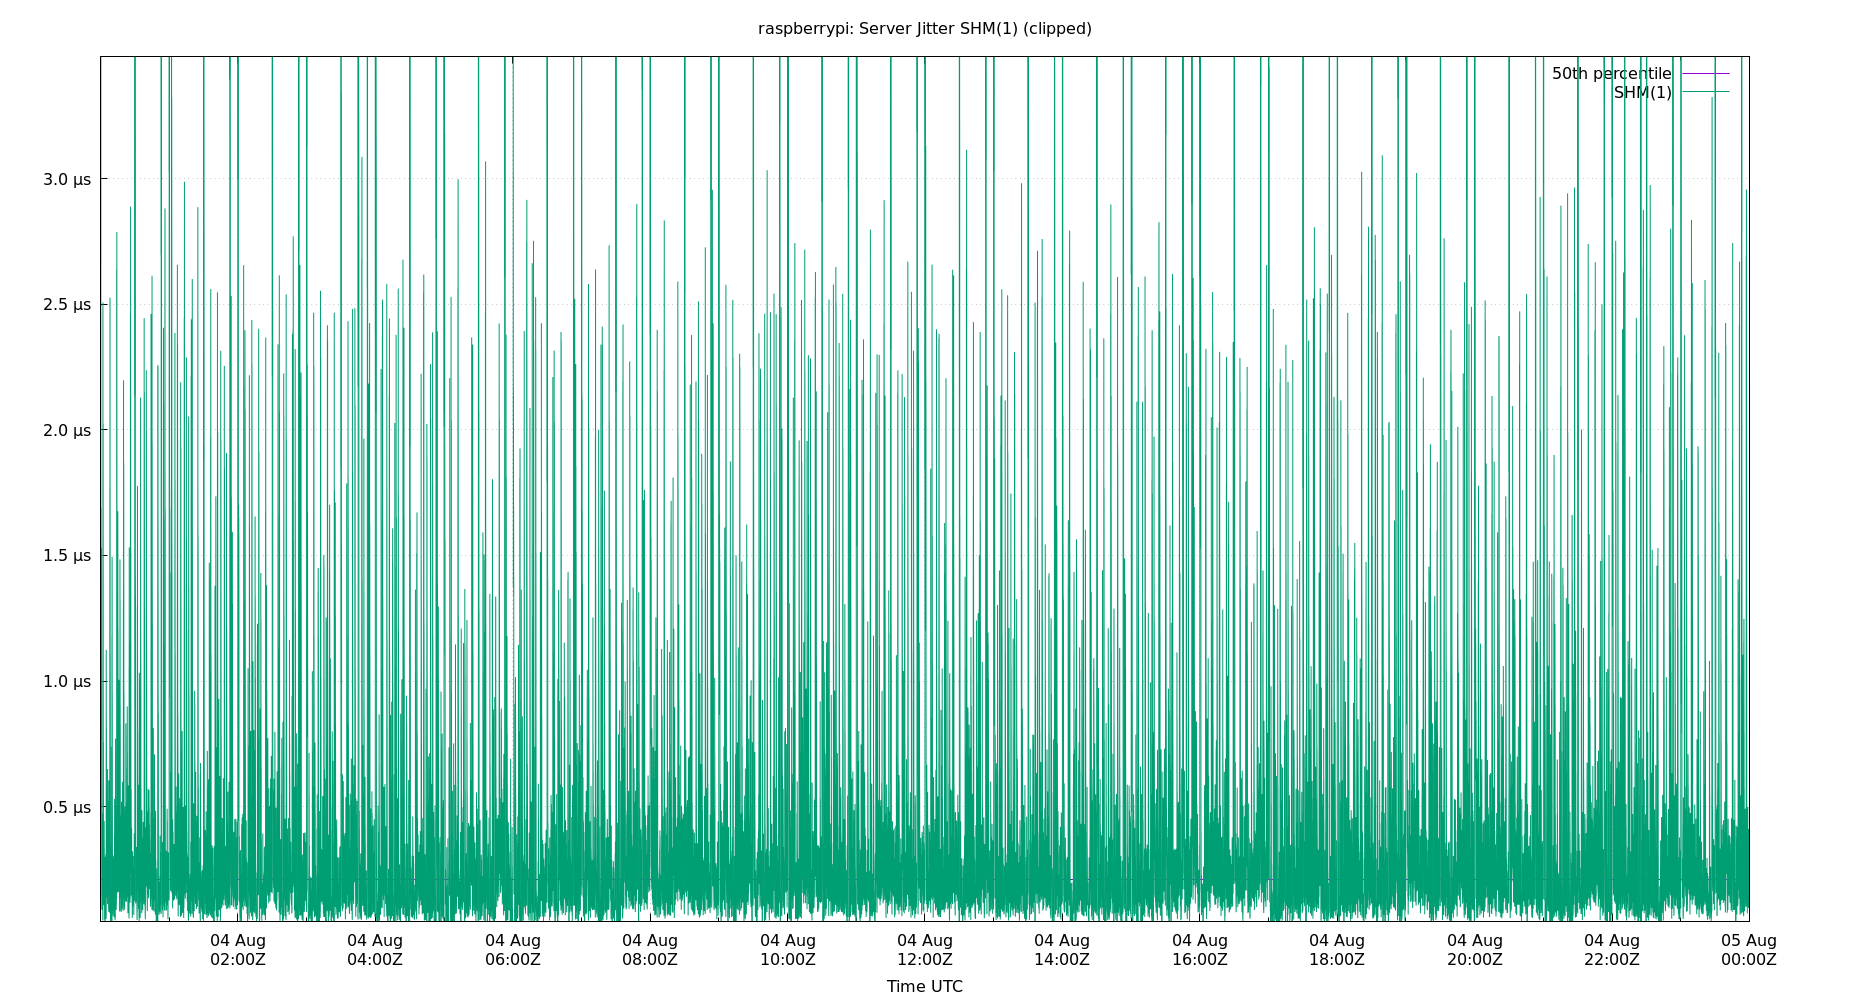 raspberrypi: Server Jitter SHM(1) (clipped)
50th percentile
SHM(1)
3.0 µs
2.5 µs
2.0 µs
1.5 µs
1.0 µs
0.5 µs
04 Aug 04 Aug 04 Aug 04 Aug 04 Aug 04 Aug 04 Aug 04 Aug 04 Aug 04 Aug 04 Aug 05 Aug
02:00Z 04:00Z 06:00Z 08:00Z 10:00Z 12:00Z 14:00Z 16:00Z 18:00Z 20:00Z 22:00Z 00:00Z
Time UTC